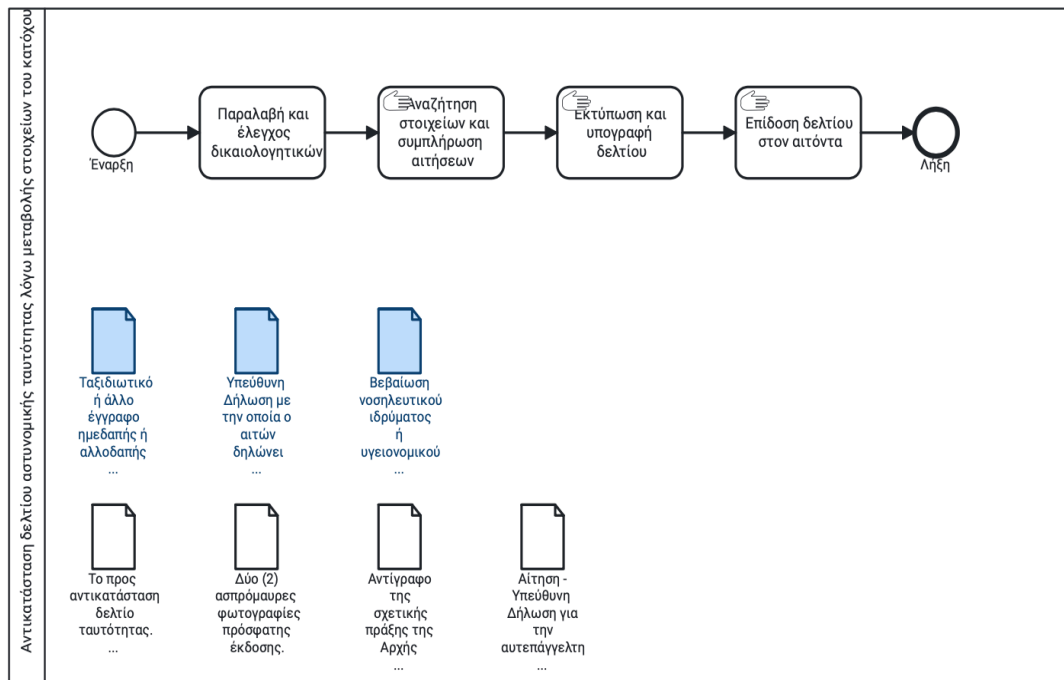 Αντικατάσταση δελτίου αστυνομικής ταυτότητας λόγω μεταβολής στοιχείων του κατόχου
Έναρξη
Παραλαβή και
έλεγχος
δικαιολογητικών
Αναζήτηση
στοιχείων και
συμπλήρωση
αιτήσεων
Εκτύπωση και
υπογραφή
δελτίου
Επίδοση δελτίου
στον αιτόντα
Λήξη
Ταξιδιωτικό
ή άλλο
έγγραφο
ημεδαπής ή
αλλοδαπής
...
Υπεύθυνη
Δήλωση με
την οποία ο
αιτών
δηλώνει
...
Βεβαίωση
νοσηλευτικού
ιδρύματος
ή
υγειονομικού
...
Το προς
αντικατάσταση
δελτίο
ταυτότητας.
...
Δύο (2)
ασπρόμαυρες
φωτογραφίες
πρόσφατης
έκδοσης.
Αντίγραφο
της
σχετικής
πράξης της
Αρχής
...
Αίτηση -
Υπεύθυνη
Δήλωση για
την
αυτεπάγγελτη
...